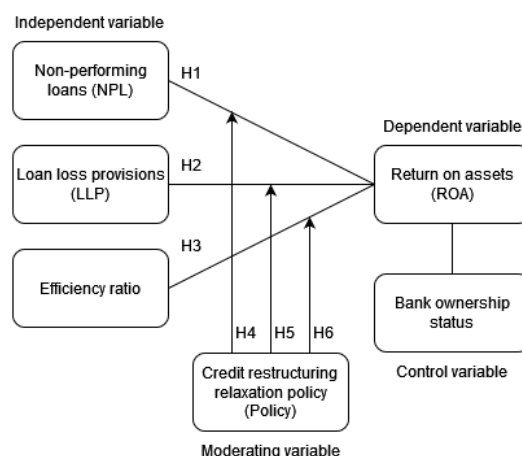 Independent variable
Non-performing
loans (NPL)
H1
Dependent variable
Loan loss provisions
(LLP)
H2
Return on assets
(ROA)
H3
Efficiency ratio
Bank ownership
status
H4
H5
H6
Credit restructuring
relaxation policy
(Policy)
Control variable
Moderating variable